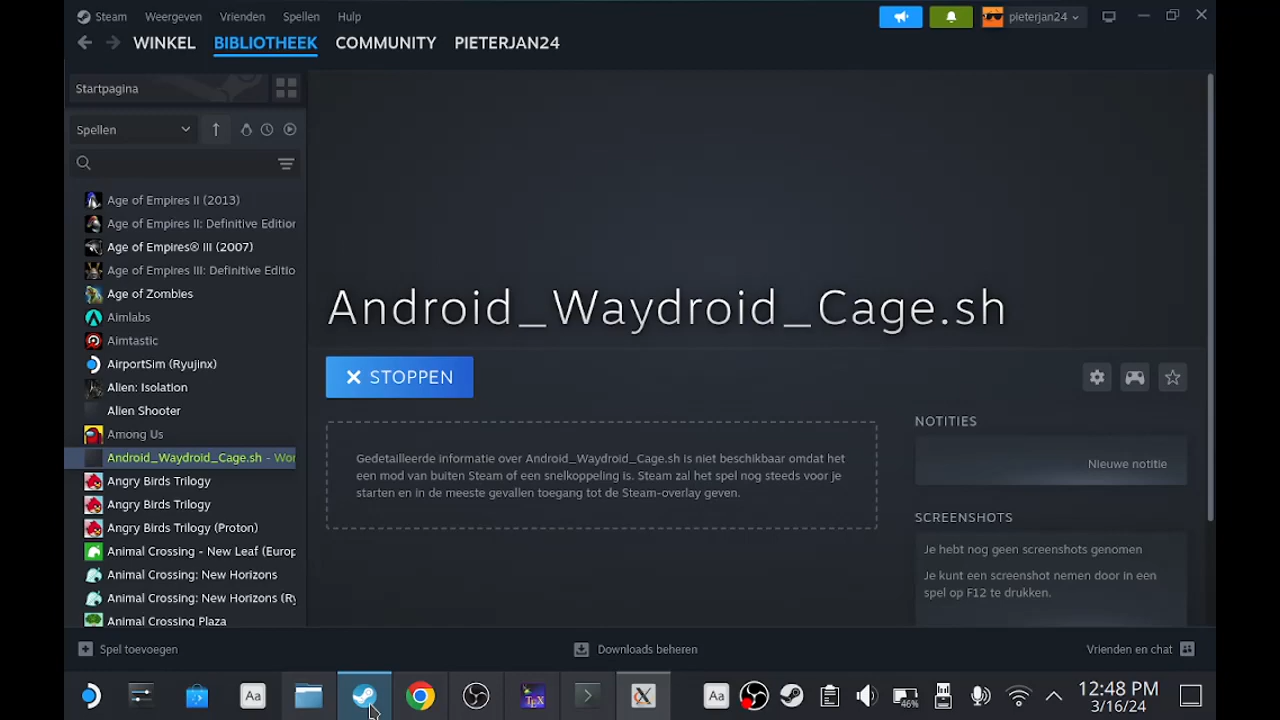 Steam Weergeven Vrienden Spellen Hulp
pieterjan24
WINKEL BIBLIOTHEEK COMMUNITY PIETERJAN24
Startpagina
Spellen
Age of Empires II (2013)
Age of Empires II: Definitive Edition
Age of Empires® III (2007)
Age of Empires III: Definitive Editio
Age of Zombies
Aimlabs
Aimtastic
AirportSim (Ryujinx)
Alien: Isolation
Alien Shooter
Among Us
Android_Waydroid_Cage.sh - Wor
Angry Birds Trilogy
Angry Birds Trilogy
Angry Birds Trilogy (Proton)
Animal Crossing - New Leaf (Europ
Animal Crossing: New Horizons
Animal Crossing: New Horizons (Ry
Animal Crossing Plaza
Android_Waydroid_Cage.sh
STOPPEN
Gedetailleerde informatie over Android_Waydroid_Cage.sh is niet beschikbaar omdat het
een mod van buiten Steam of een snelkoppeling is. Steam zal het spel nog steeds voor je
starten en in de meeste gevallen toegang tot de Steam-overlay geven.
NOTITIES
Nieuwe notitie
SCREENSHOTS
Je hebt nog geen screenshots genomen
Je kunt een screenshot nemen door in een
spel op F12 te drukken.
Spel toevoegen
Downloads beheren
Vrienden en chat
Aa
TEX
Aa
46%
12:48 PM
3/16/24